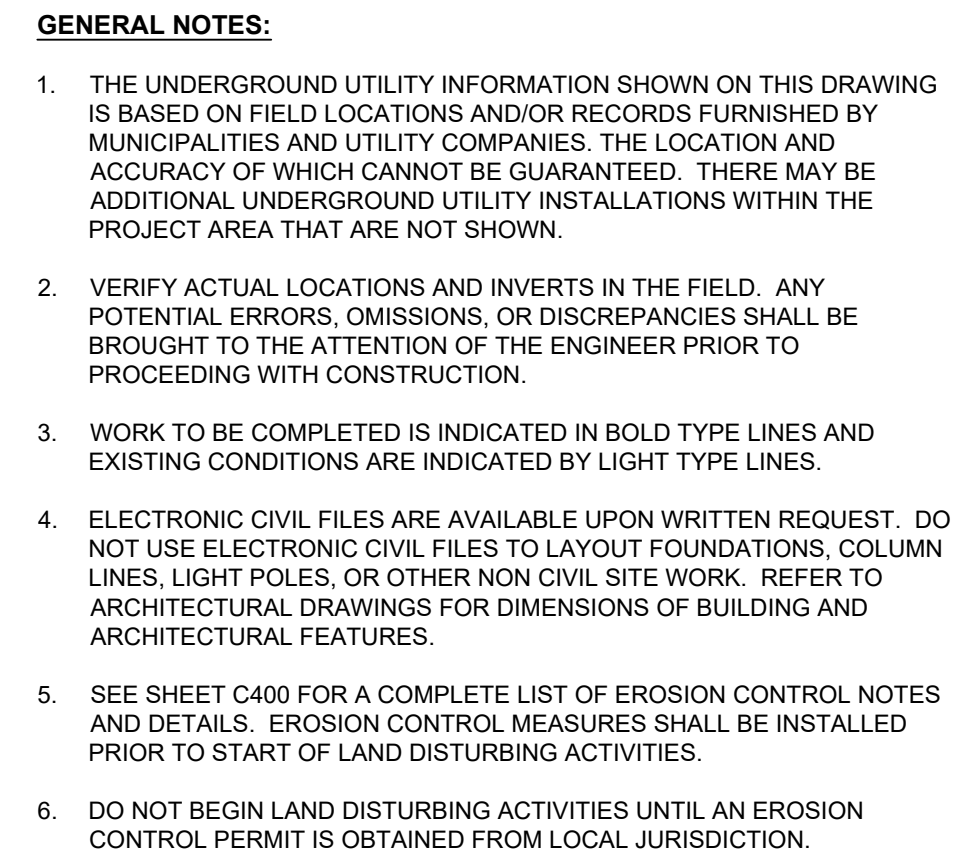 GENERAL NOTES:
1. THE UNDERGROUND UTILITY INFORMATION SHOWN ON THIS DRAWING
IS BASED ON FIELD LOCATIONS AND/OR RECORDS FURNISHED BY
MUNICIPALITIES AND UTILITY COMPANIES. THE LOCATION AND
ACCURACY OF WHICH CANNOT BE GUARANTEED. THERE MAY BE
ADDITIONAL UNDERGROUND UTILITY INSTALLATIONS WITHIN THE
PROJECT AREA THAT ARE NOT SHOWN.
2. VERIFY ACTUAL LOCATIONS AND INVERTS IN THE FIELD. ANY
POTENTIAL ERRORS, OMISSIONS, OR DISCREPANCIES SHALL BE
BROUGHT TO THE ATTENTION OF THE ENGINEER PRIOR TO
PROCEEDING WITH CONSTRUCTION.
3. WORK TO BE COMPLETED IS INDICATED IN BOLD TYPE LINES AND
EXISTING CONDITIONS ARE INDICATED BY LIGHT TYPE LINES.
4. ELECTRONIC CIVIL FILES ARE AVAILABLE UPON WRITTEN REQUEST. DO
NOT USE ELECTRONIC CIVIL FILES TO LAYOUT FOUNDATIONS, COLUMN
LINES, LIGHT POLES, OR OTHER NON CIVIL SITE WORK. REFER TO
ARCHITECTURAL DRAWINGS FOR DIMENSIONS OF BUILDING AND
ARCHITECTURAL FEATURES.
5. SEE SHEET C400 FOR A COMPLETE LIST OF EROSION CONTROL NOTES
AND DETAILS. EROSION CONTROL MEASURES SHALL BE INSTALLED
PRIOR TO START OF LAND DISTURBING ACTIVITIES.
6. DO NOT BEGIN LAND DISTURBING ACTIVITIES UNTIL AN EROSION
CONTROL PERMIT IS OBTAINED FROM LOCAL JURISDICTION.